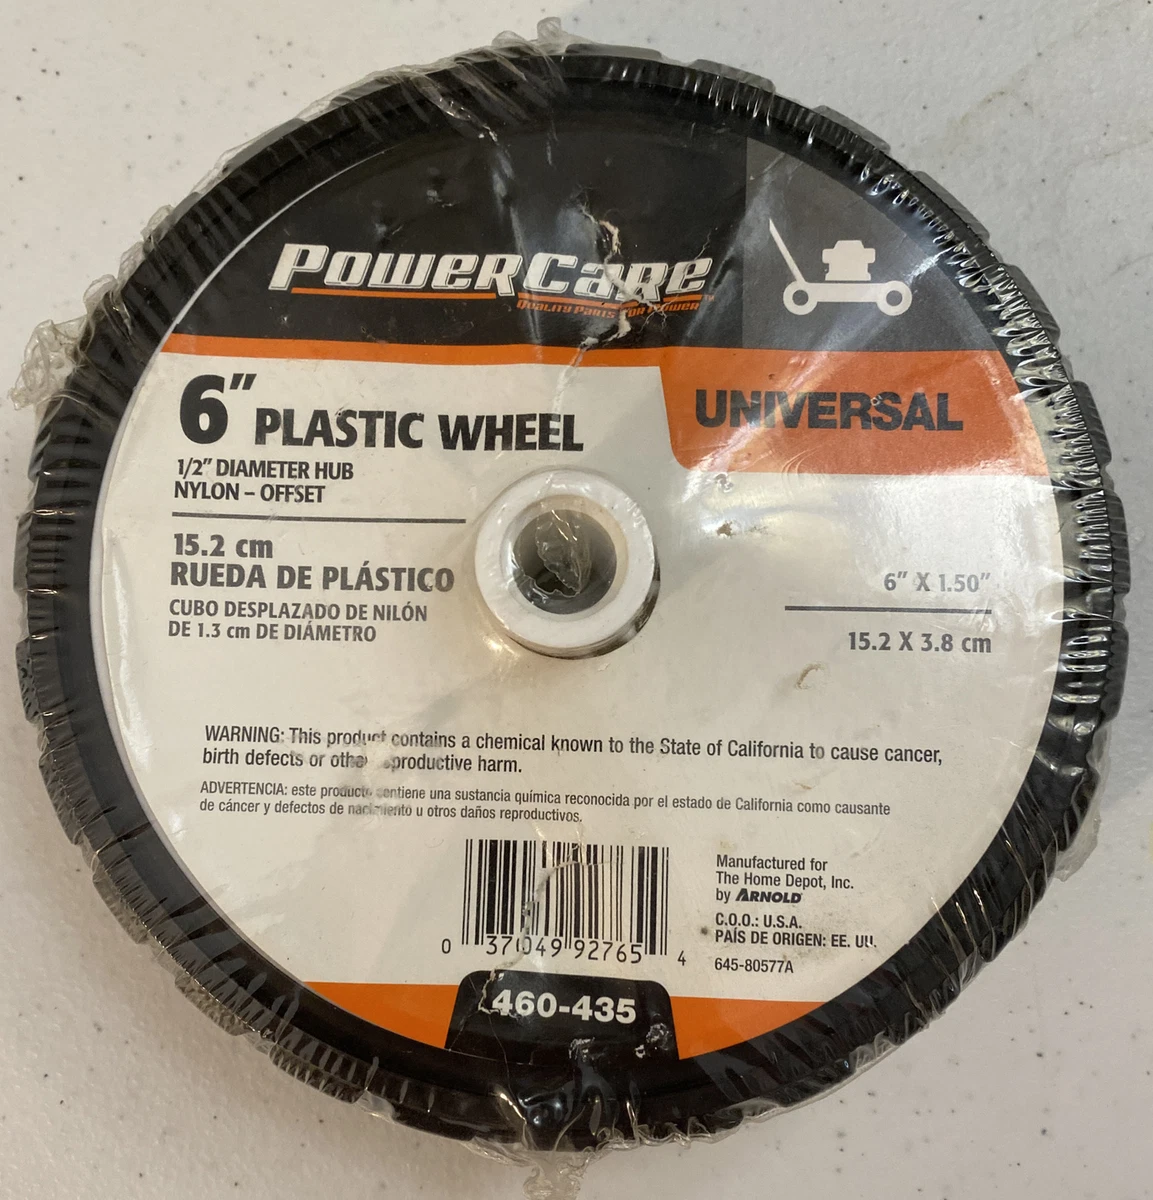 PowerCare™
Quality Parts for Power
UNIVERSAL
6" PLASTIC WHEEL
1/2" DIAMETER HUB
NYLON – OFFSET
15.2 cm
RUEDA DE PLÁSTICO
CUBO DESPLAZADO DE NILÓN
DE 1.3 cm DE DIÁMETRO
6" X 1.50"
15.2 X 3.8 cm
WARNING: This product contains a chemical known to the State of California to cause cancer,
birth defects or other reproductive harm.
ADVERTENCIA: este producto contiene una sustancia química reconocida por el estado de California como causante
de cáncer y defectos de nacimiento u otros daños reproductivos.
0 37049 92765 4
Manufactured for
The Home Depot, Inc.
by ARNOLD
C.O.O.: U.S.A.
PAÍS DE ORIGEN: EE. UU.
645-80577A
460-435